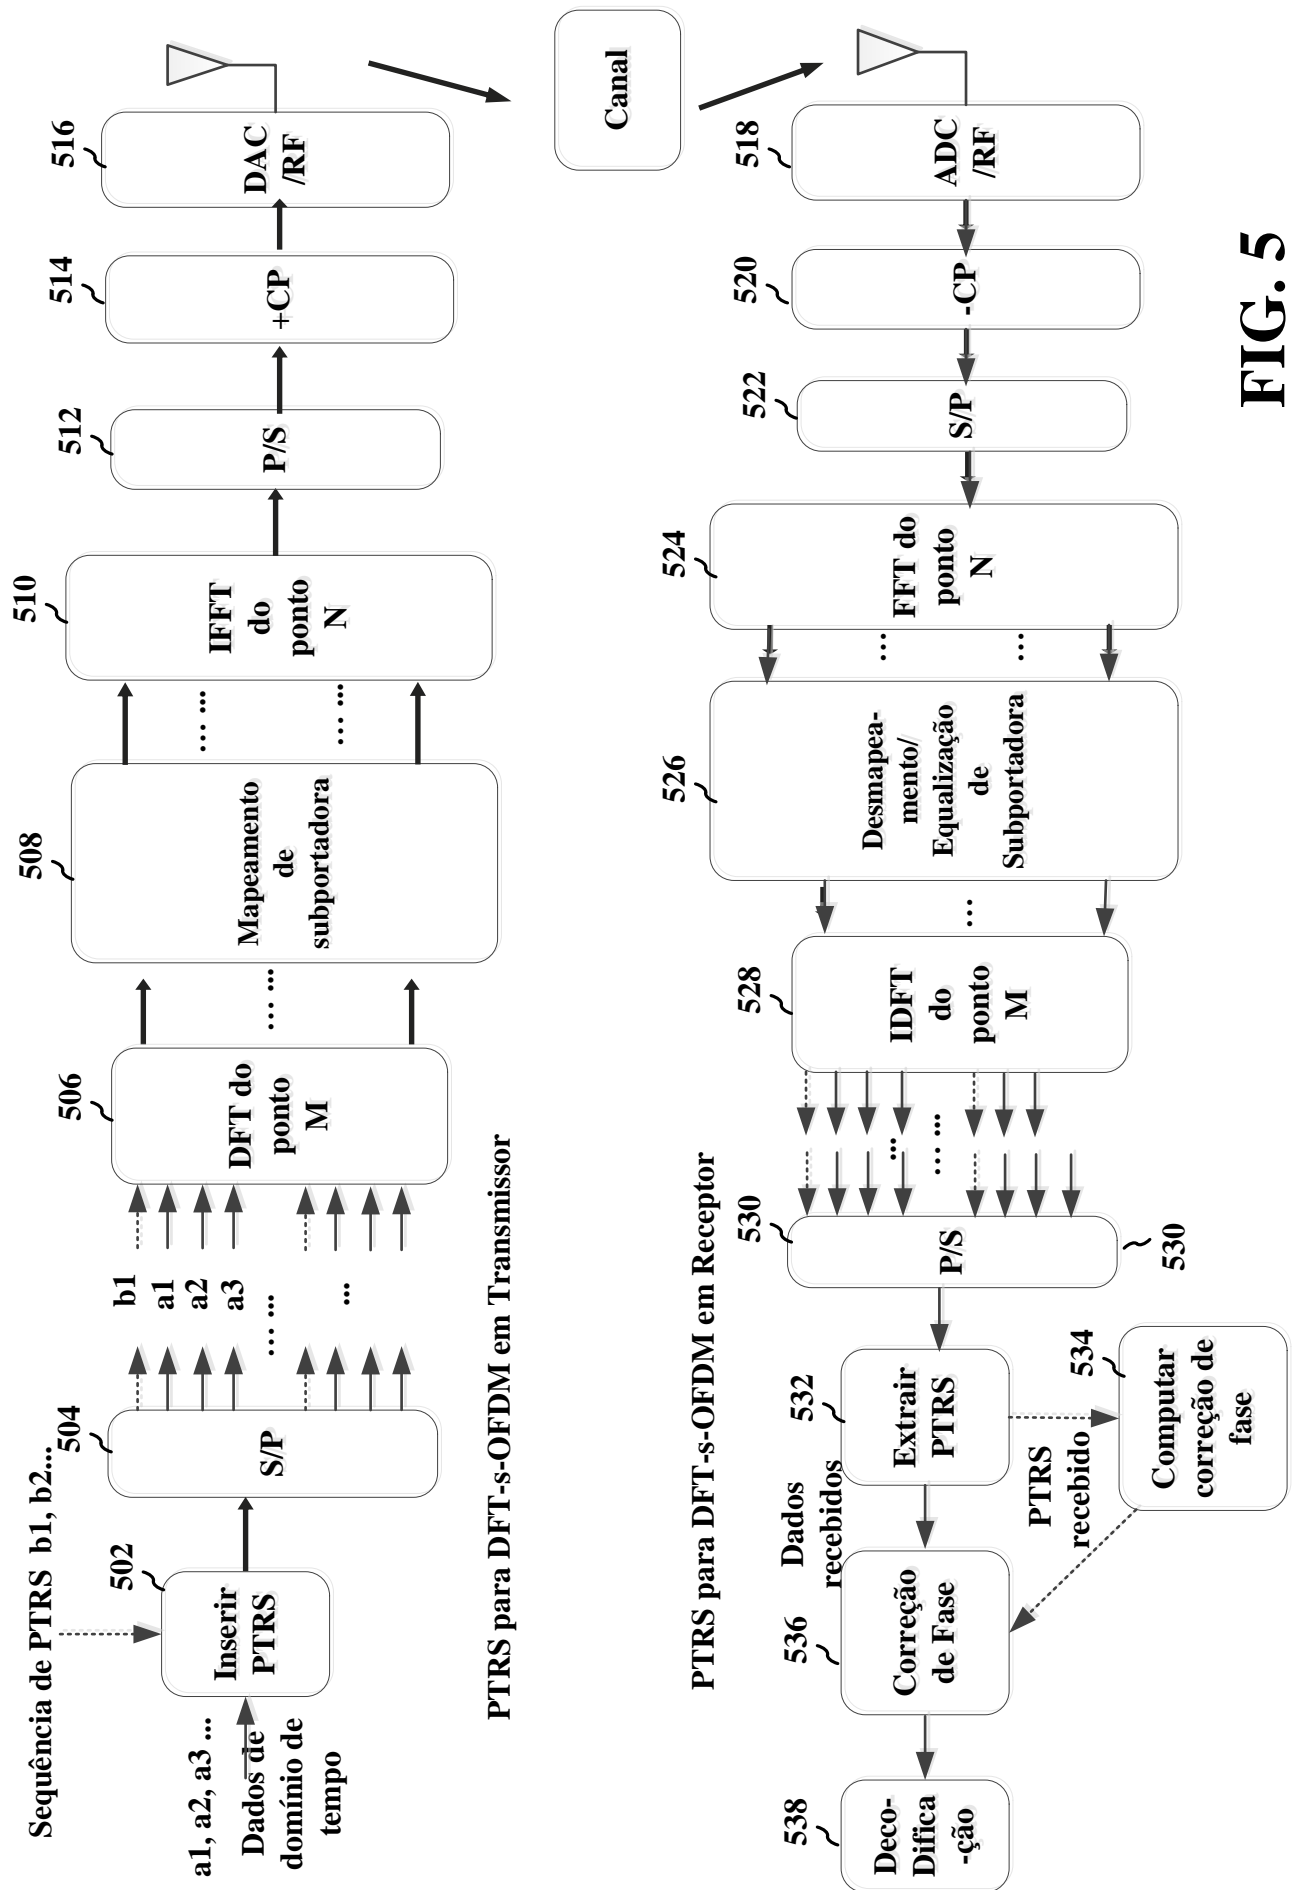 Sequência de PTRS b1, b2...
a1, a2, a3 ...
Dados de
domínio de
tempo
502
Inserir
PTRS
504
S/P
b1
a1
a2
a3
... ...
...
506
DFT do
ponto
M
... ...
508
Mapeamento
de
subportadora
... ...
... ...
510
IFFT
do
ponto
N
512
P/S
514
+CP
516
DAC
/RF
PTRS para DFT-s-OFDM em Transmissor
Canal
518
ADC
/RF
520
-CP
522
S/P
524
FFT do
ponto
N
...
...
526
Desmapea-
mento/
Equalização
de
Subportadora
...
528
IDFT
do
ponto
M
...
... ...
530
P/S
530
PTRS para DFT-s-OFDM em Receptor
532
Extrair
PTRS
Dados
recebidos
PTRS
recebido
534
Computar
correção de
fase
536
Correção
de Fase
538
Deco-
Difica
-ção
FIG. 5